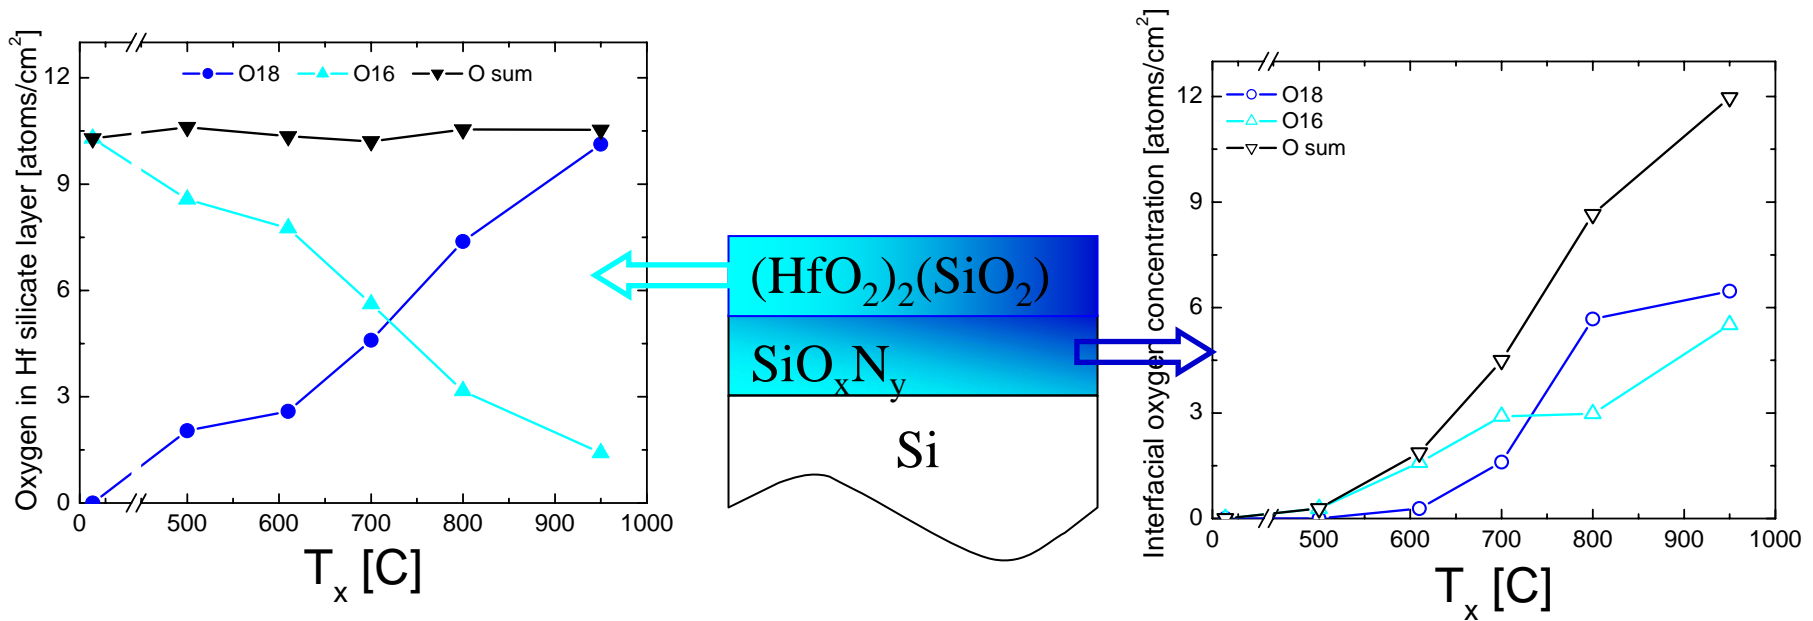 Oxygen in Hf silicate layer [atoms/cm²]
12
9
6
3
0
O18
O16
O sum
0 500 600 700 800 900 1000
Tₓ [C]
(HfO₂)₂(SiO₂)
SiOₓNy
Si
Interfacial oxygen concentration [atoms/cm²]
12
9
6
3
0
O18
O16
O sum
0 500 600 700 800 900 1000
Tₓ [C]